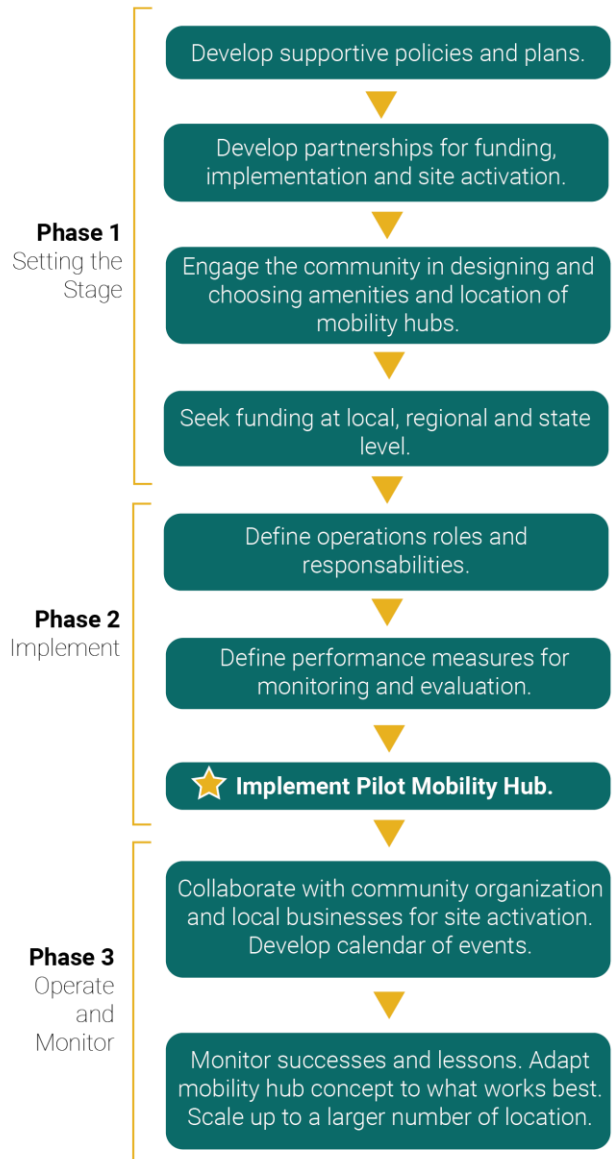 Develop supportive policies and plans.
Develop partnerships for funding,
implementation and site activation.
Phase 1
Setting the
Stage
Engage the community in designing and
choosing amenities and location of
mobility hubs.
Seek funding at local, regional and state
level.
Define operations roles and
responsabilities.
Phase 2
Implement
Define performance measures for
monitoring and evaluation.
Implement Pilot Mobility Hub.
Collaborate with community organization
and local businesses for site activation.
Develop calendar of events.
Phase 3
Operate
and
Monitor
Monitor successes and lessons. Adapt
mobility hub concept to what works best.
Scale up to a larger number of location.